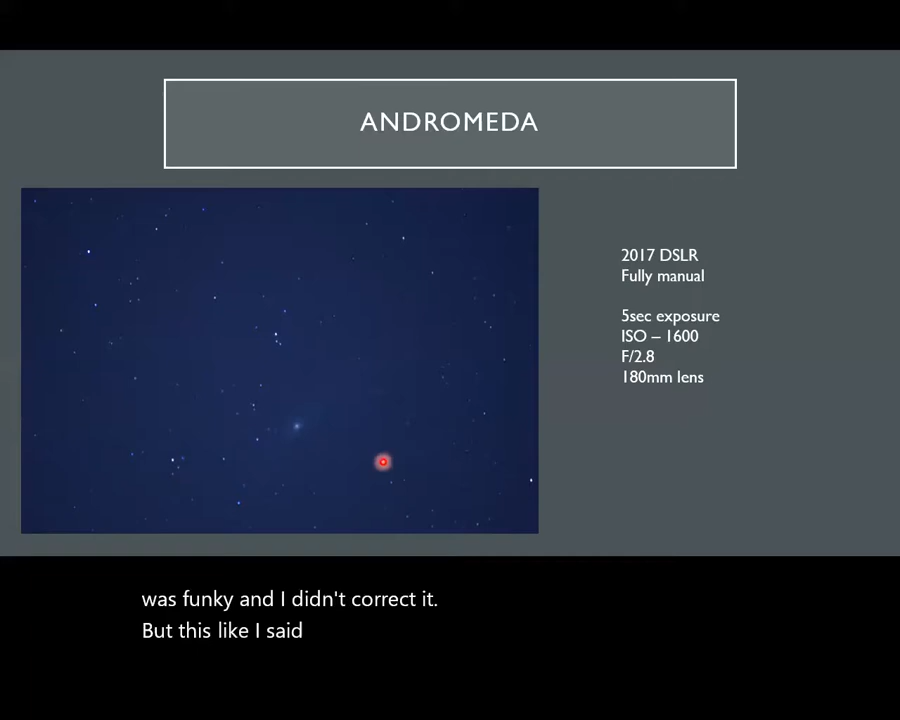 ANDROMEDA
2017 DSLR
Fully manual
5sec exposure
ISO – 1600
F/2.8
180mm lens
was funky and I didn't correct it.
But this like I said